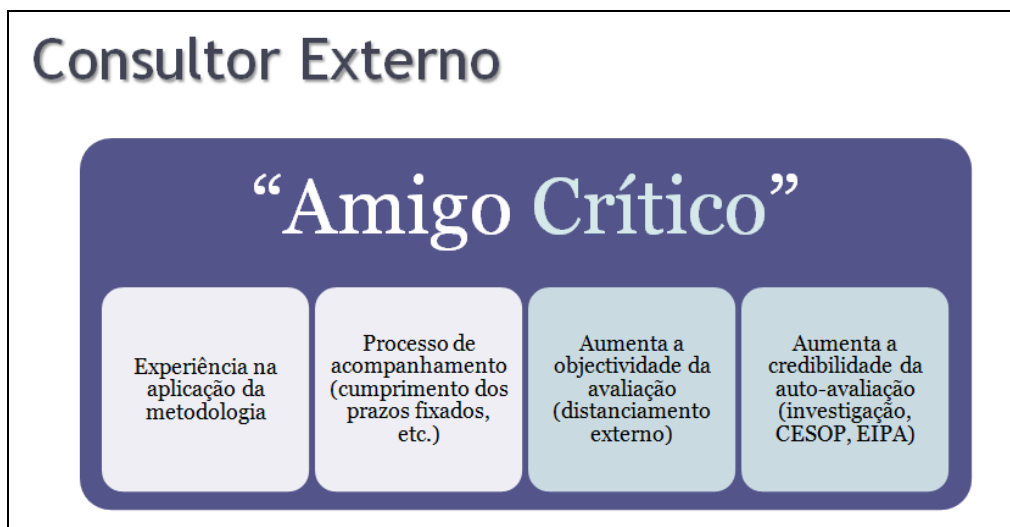 Consultor Externo
“Amigo Crítico”
Experiência na
aplicação da
metodologia
Processo de
acompanhamento
(cumprimento dos
prazos fixados,
etc.)
Aumenta a
objectividade da
avaliação
(distanciamento
externo)
Aumenta a
credibilidade da
auto-avaliação
(investigação,
CESOP, EIPA)